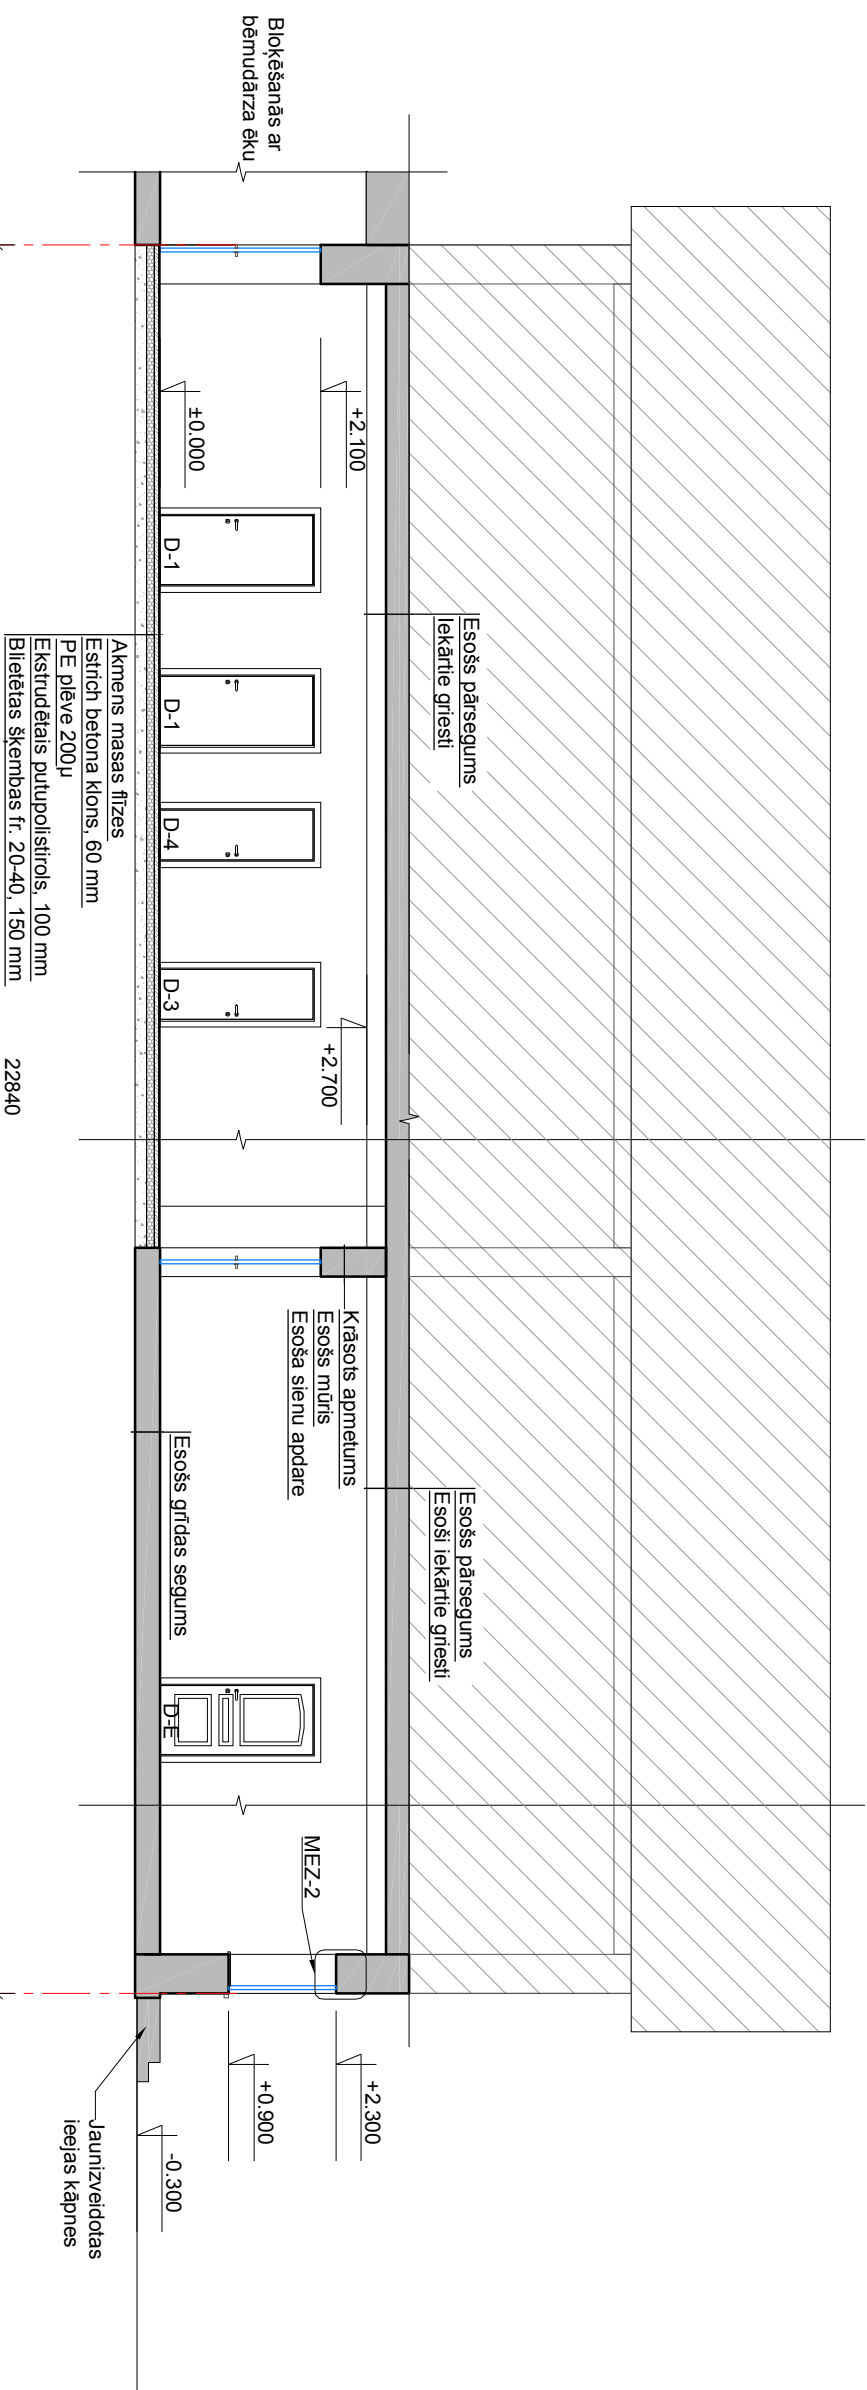 Bloķēšanās ar
bērnudārza ēku
±0.000
+2.100
D-1
Esošs pārsegums
Iekārtie griesti
D-1
D-4
D-3
+2.700
Akmens masas flīzes
Estrich betona klons, 60 mm
PE plēve 200µ
Ekstrudētais putupolistirols, 100 mm
Blietētas šķembas fr. 20-40, 150 mm
22840
Krāsots apmetums
Esošs mūris
Esoša sienu apdare
Esošs pārsegums
Esoši iekārtie griesti
Esošs grīdas segums
D-E
MEZ-2
+2.300
+0.900
-0.300
Jaunizveidotas
ieejas kāpnes